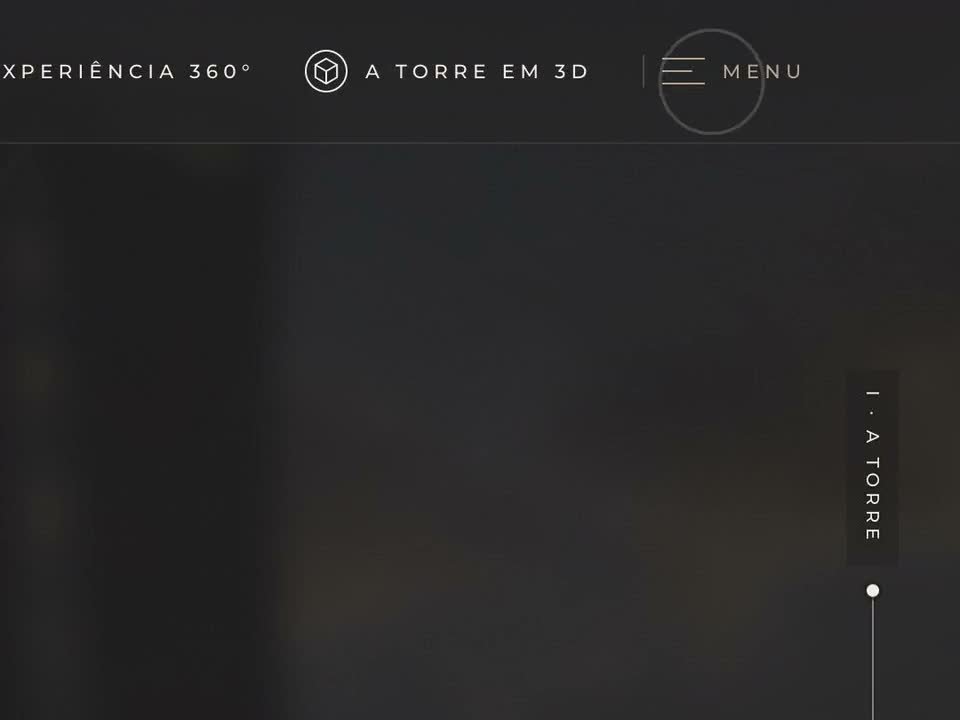 XPERIÊNCIA 360°
A TORRE EM 3D
MENU
I · A TORRE